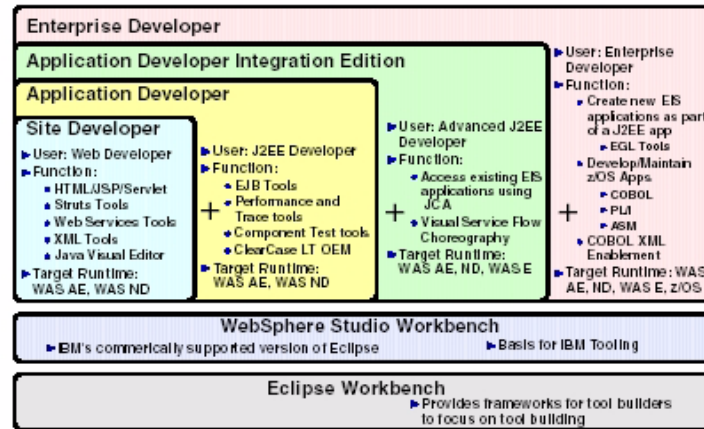 Enterprise Developer
Application Developer Integration Edition
Application Developer
Site Developer
User: Web Developer
Function:
HTML/JSP/Servlet
Struts Tools
Web Services Tools
XML Tools
Java Visual Editor
Target Runtime:
WAS AE, WAS ND
+
User: J2EE Developer
Function:
EJB Tools
Performance and
Trace tools
Component Test tools
ClearCase LT OEM
Target Runtime:
WAS AE, WAS ND
+
User: Advanced J2EE
Developer
Function:
Access existing EIS
applications using
JCA
Visual Service Flow
Choreography
Target Runtime:
WAS AE, ND, WAS E
+
User: Enterprise
Developer
Function:
Create new EIS
applications as part
of a J2EE app
EGL Tools
Develop/Maintain
z/OS Apps.
COBOL
PL/I
ASM
COBOL XML
Enablement
Target Runtime: WAS
AE, ND, WAS E, z/OS
WebSphere Studio Workbench
IBM's commerically supported version of Eclipse
Basis for IBM Tooling
Eclipse Workbench
Provides frameworks for tool builders
to focus on tool building